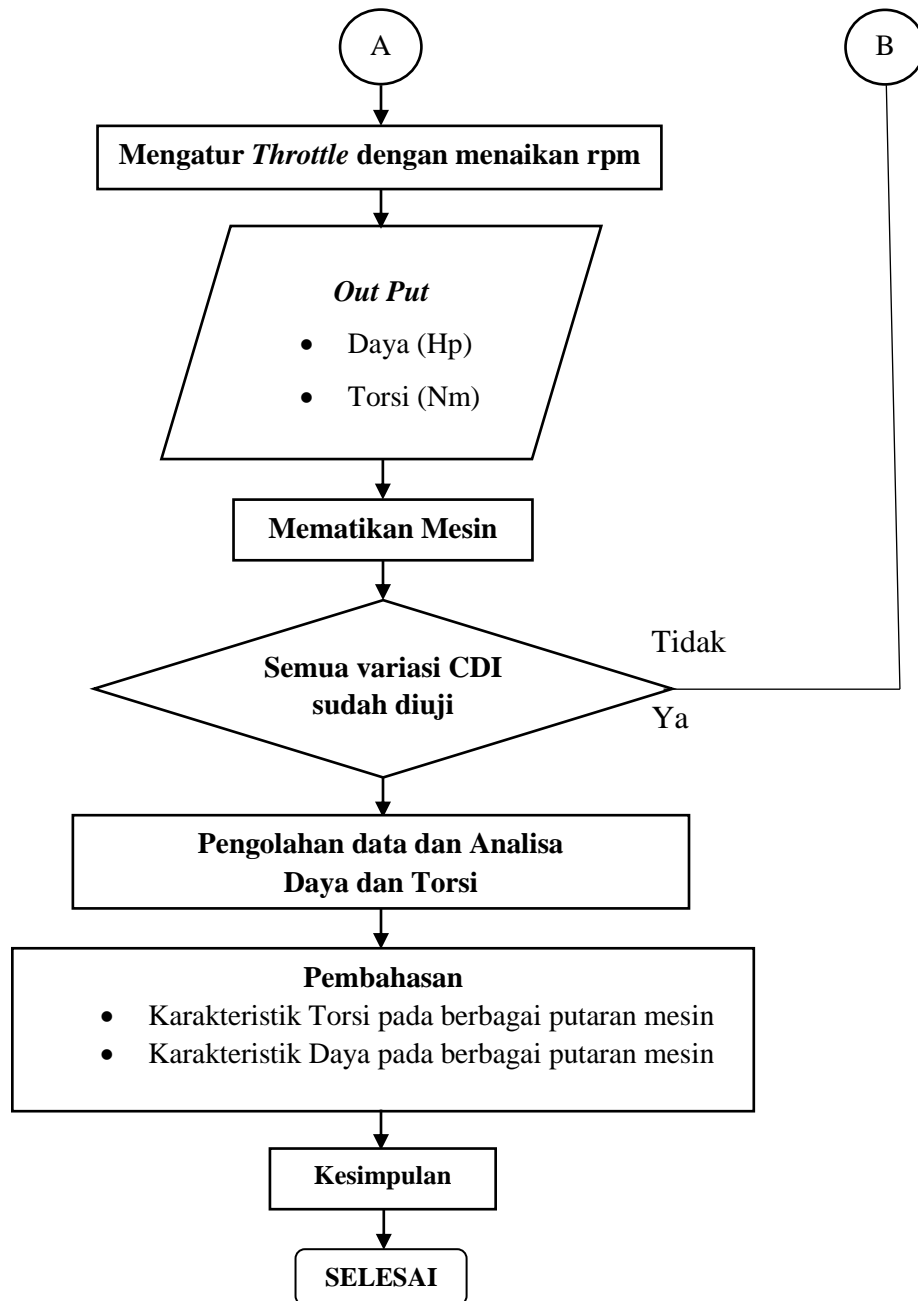 A
B
Mengatur Throttle dengan menaikan rpm
Out Put
• Daya (Hp)
• Torsi (Nm)
Mematikan Mesin
Tidak
Semua variasi CDI
sudah diuji
Ya
Pengolahan data dan Analisa
Daya dan Torsi
Pembahasan
• Karakteristik Torsi pada berbagai putaran mesin
• Karakteristik Daya pada berbagai putaran mesin
Kesimpulan
SELESAI